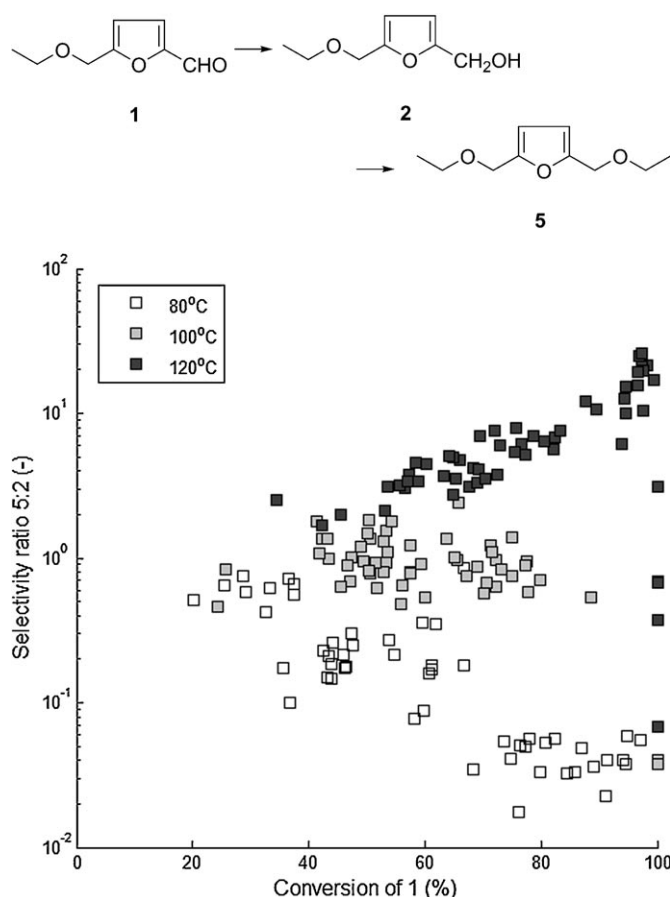 O
O
CHO
O
O
CH₂OH
1
2
O
O
O
5
10²
10¹
10⁰
10⁻¹
10⁻²
Selectivity ratio 5:2 (-)
80°C
100°C
120°C
0
20
40
60
80
100
Conversion of 1 (%)